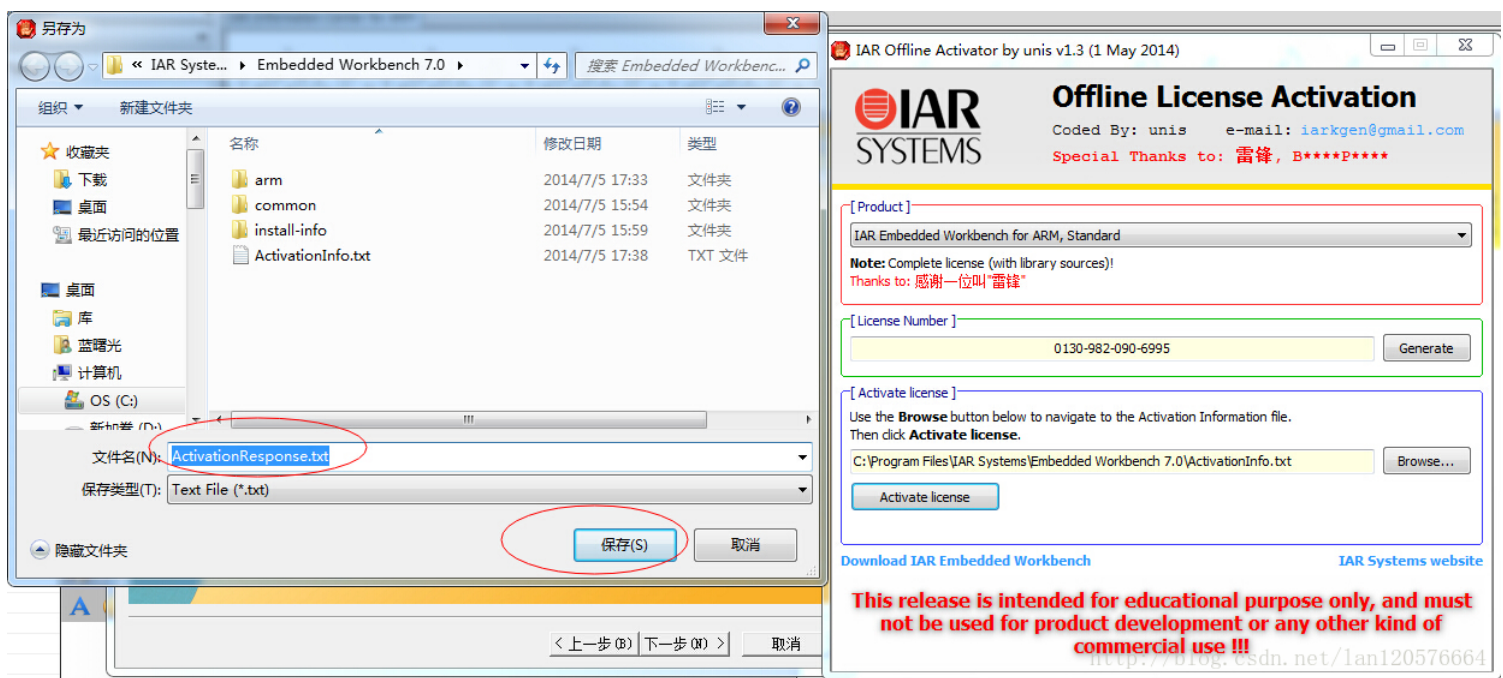 另存为
« IAR Syste... ▸ Embedded Workbench 7.0 ▸
搜索 Embedded Workbenc...
组织 ▼ 新建文件夹
名称 修改日期 类型
收藏夹
下载
桌面
最近访问的位置
桌面
库
蓝曙光
计算机
OS (C:)
新加卷 (D:)
arm 2014/7/5 17:33 文件夹
common 2014/7/5 15:54 文件夹
install-info 2014/7/5 15:59 文件夹
ActivationInfo.txt 2014/7/5 17:38 TXT 文件
文件名(N): ActivationResponse.txt
保存类型(T): Text File (*.txt)
隐藏文件夹
保存(S) 取消
A
< 上一步(B) 下一步(N) > 取消
IAR Offline Activator by unis v1.3 (1 May 2014)
IAR
SYSTEMS
Offline License Activation
Coded By: unis e-mail: iarkgen@gmail.com
Special Thanks to: 雷锋, B****P****
[ Product ]
IAR Embedded Workbench for ARM, Standard
Note: Complete license (with library sources)!
Thanks to: 感谢一位叫"雷锋"
[ License Number ]
0130-982-090-6995 Generate
[ Activate license ]
Use the Browse button below to navigate to the Activation Information file.
Then click Activate license.
C:\Program Files\IAR Systems\Embedded Workbench 7.0\ActivationInfo.txt Browse...
Activate license
Download IAR Embedded Workbench IAR Systems website
This release is intended for educational purpose only, and must
not be used for product development or any other kind of
commercial use !!!
http://blog.csdn.net/lan120576664